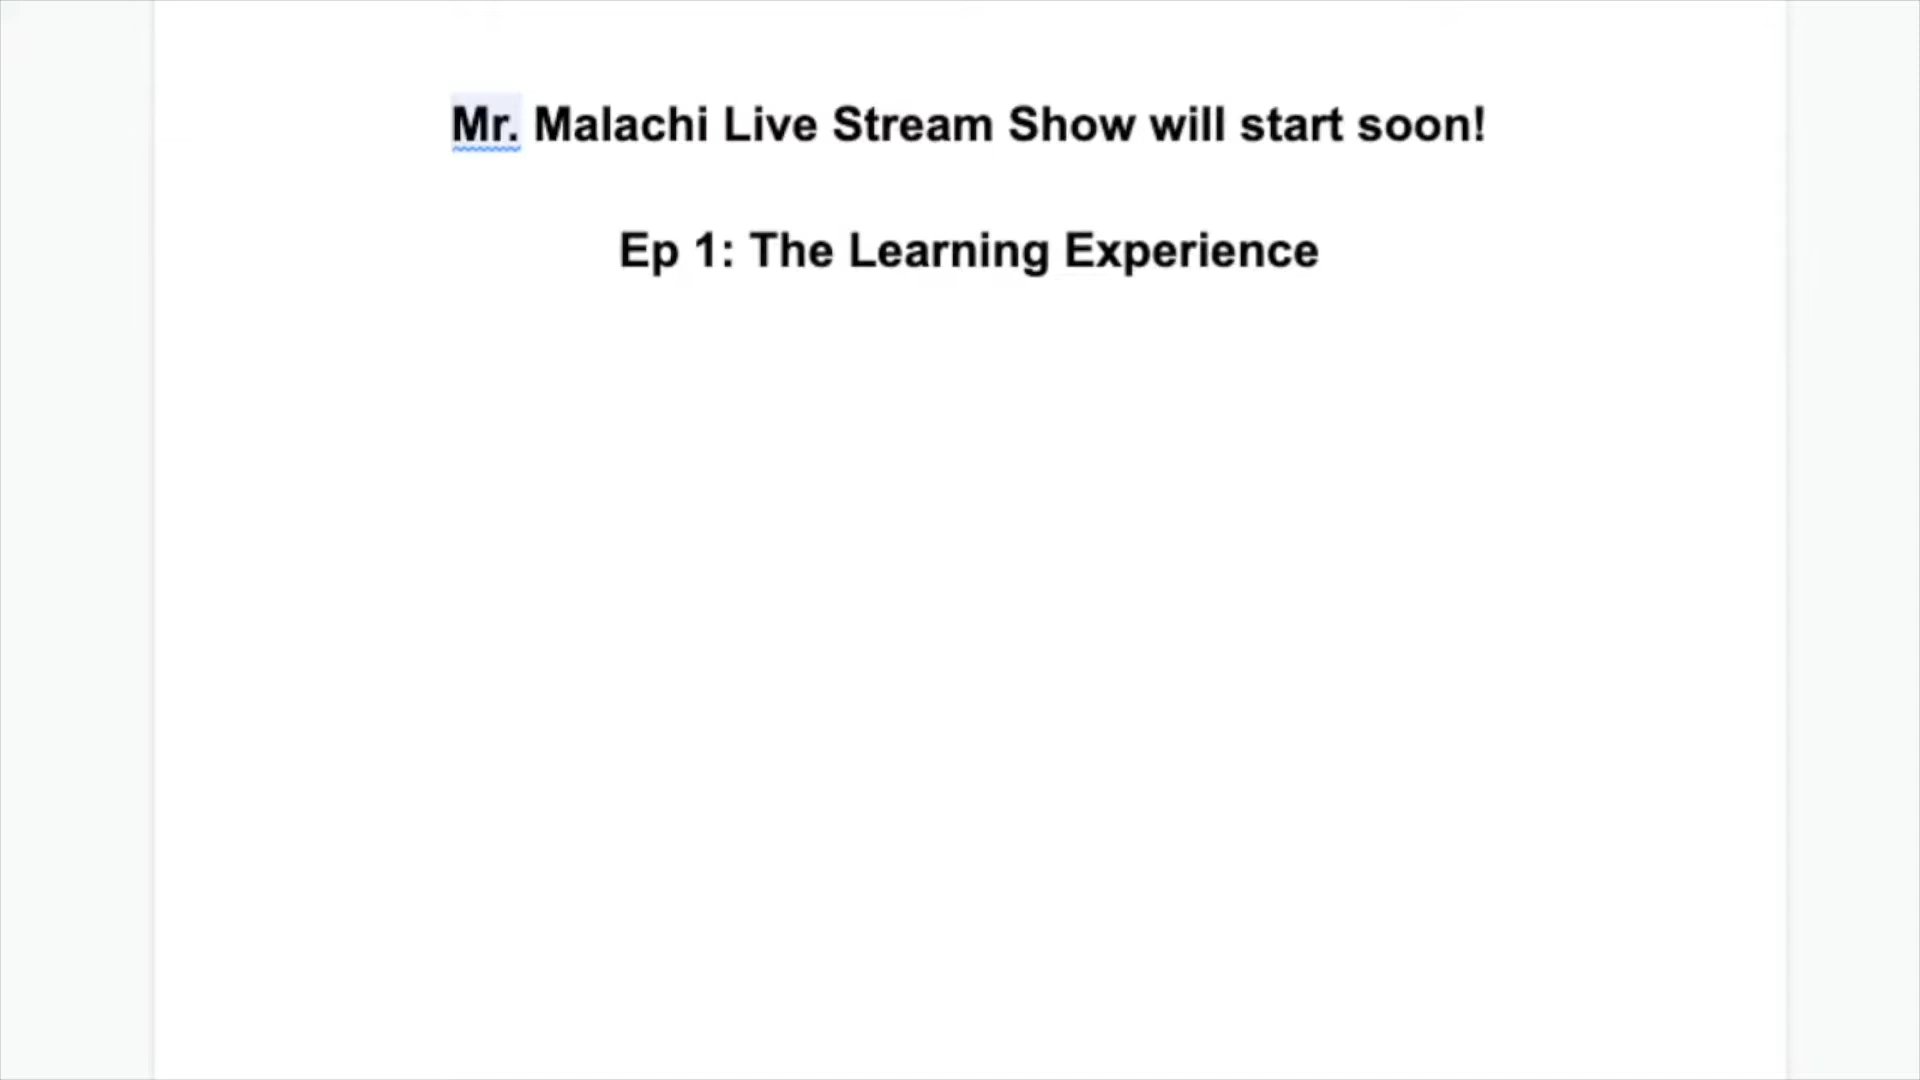 Mr. Malachi Live Stream Show will start soon!
Ep 1: The Learning Experience